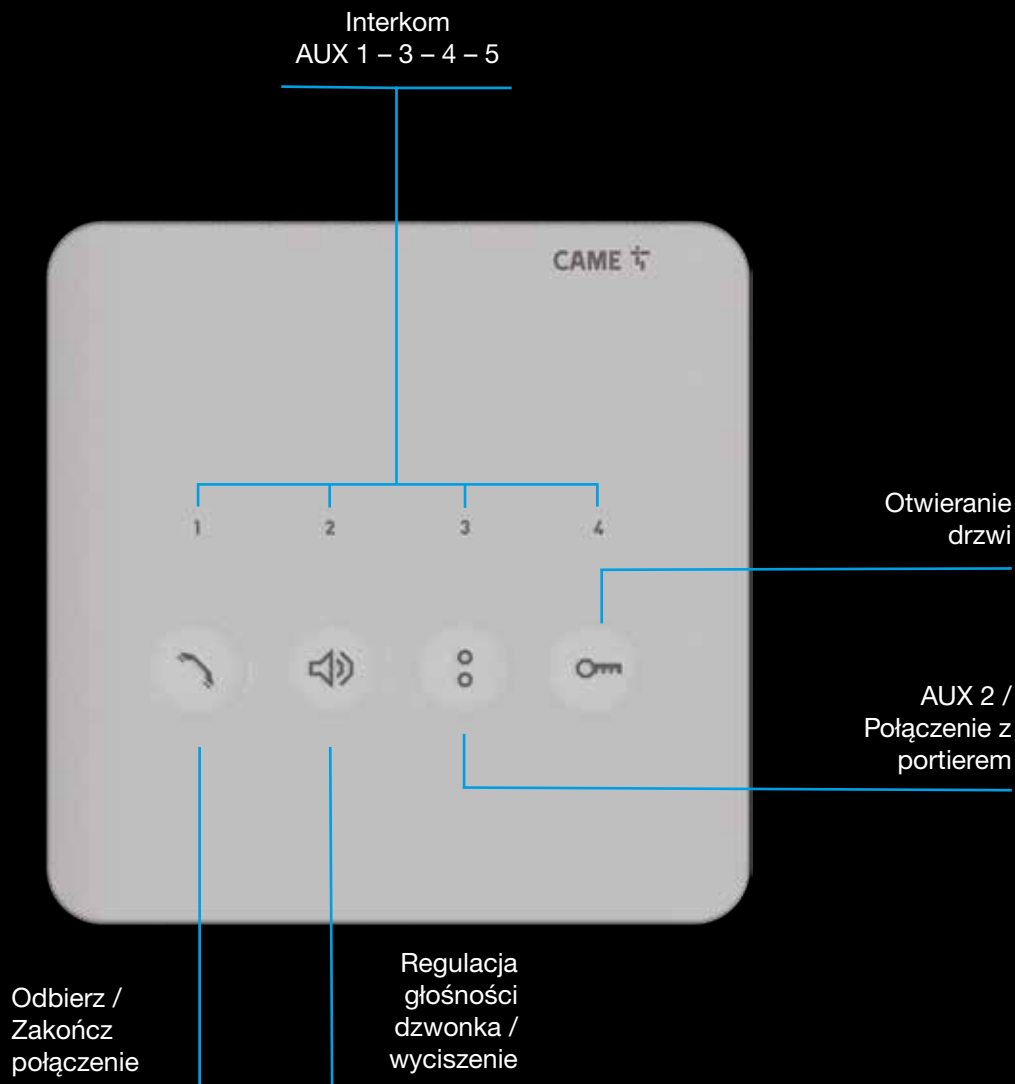 Interkom
AUX 1 – 3 – 4 – 5
CAME
1 2 3 4
Otwieranie
drzwi
AUX 2 /
Połączenie z
portierem
Regulacja
głośności
dzwonka /
wyciszenie
Odbierz /
Zakończ
połączenie